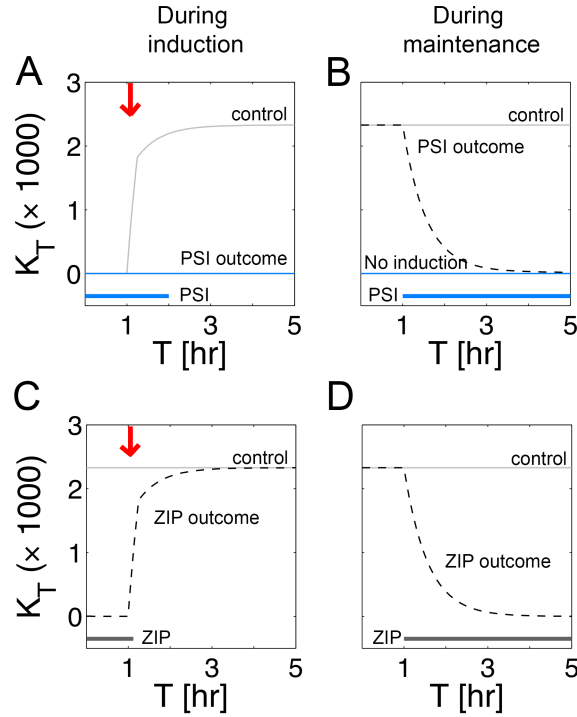 During
induction
During
maintenance
A
B
3
2
1
0
K_T (× 1000)
control
PSI outcome
PSI
1
3
5
T [hr]
control
PSI outcome
No induction
PSI
1
3
5
T [hr]
C
D
3
2
1
0
K_T (× 1000)
control
ZIP outcome
ZIP
1
3
5
T [hr]
control
ZIP outcome
ZIP
1
3
5
T [hr]